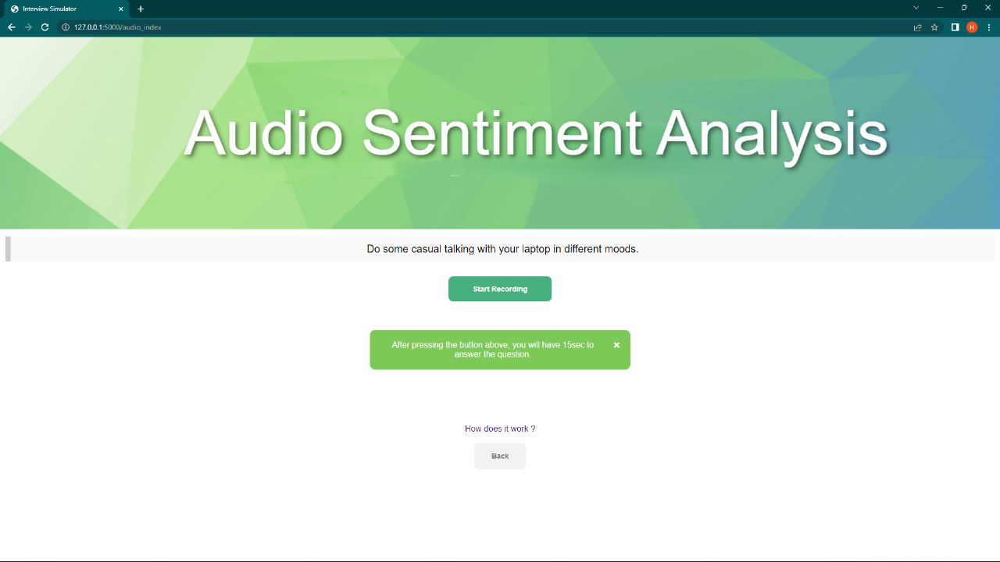 Interview Simulator
127.0.0.1:5000/audio_index
H
Audio Sentiment Analysis
Do some casual talking with your laptop in different moods.
Start Recording
After pressing the button above, you will have 15sec to
answer the question.
How does it work ?
Back